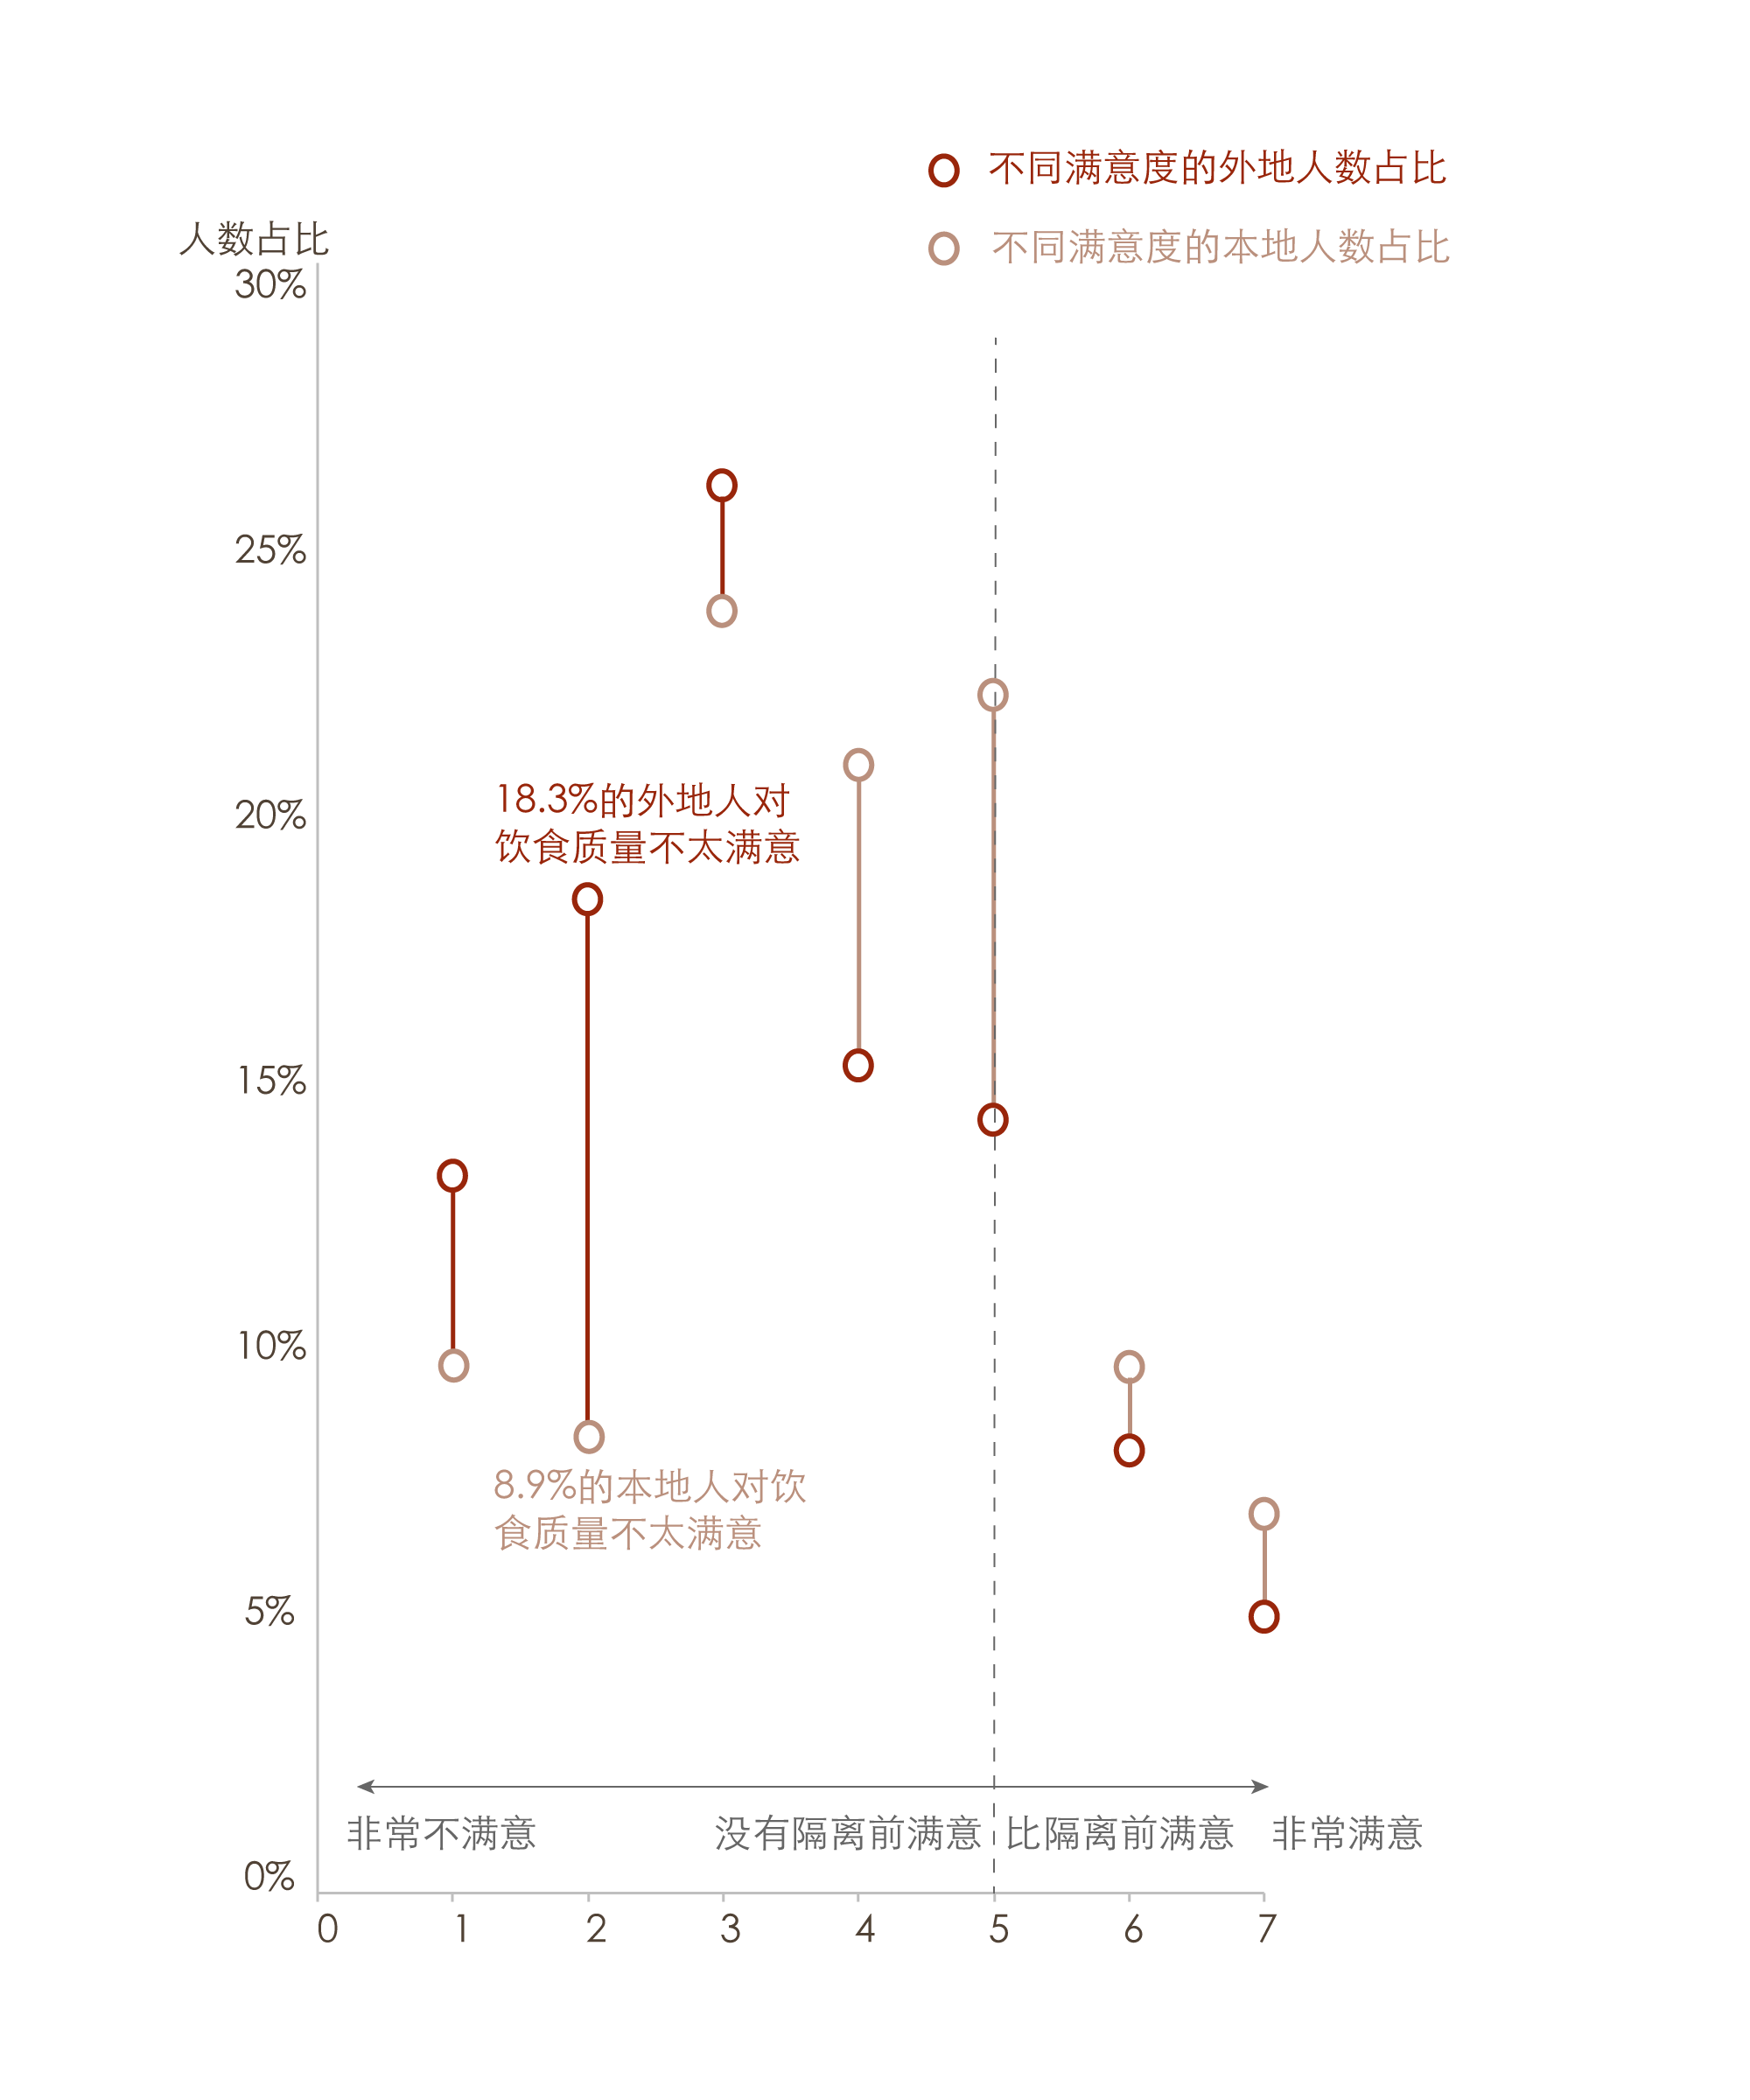 不同满意度的外地人数占比
不同满意度的本地人数占比
人数占比
30%
25%
20%
15%
10%
5%
0%
18.3%的外地人对
饮食质量不太满意
8.9%的本地人对饮
食质量不太满意
非常不满意 没有隔离前满意 比隔离前满意 非常满意
0 1 2 3 4 5 6 7